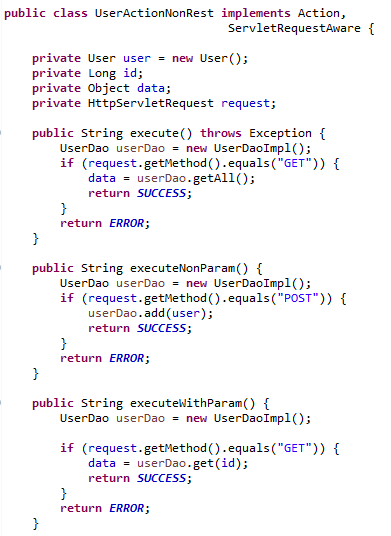 public class UserActionNonRest implements Action,
                                ServletRequestAware {

    private User user = new User();
    private Long id;
    private Object data;
    private HttpServletRequest request;

    public String execute() throws Exception {
        UserDao userDao = new UserDaoImpl();
        if (request.getMethod().equals("GET")) {
            data = userDao.getAll();
            return SUCCESS;
        }
        return ERROR;
    }

    public String executeNonParam() {
        UserDao userDao = new UserDaoImpl();
        if (request.getMethod().equals("POST")) {
            userDao.add(user);
            return SUCCESS;
        }
        return ERROR;
    }

    public String executeWithParam() {
        UserDao userDao = new UserDaoImpl();

        if (request.getMethod().equals("GET")) {
            data = userDao.get(id);
            return SUCCESS;
        }
        return ERROR;
    }